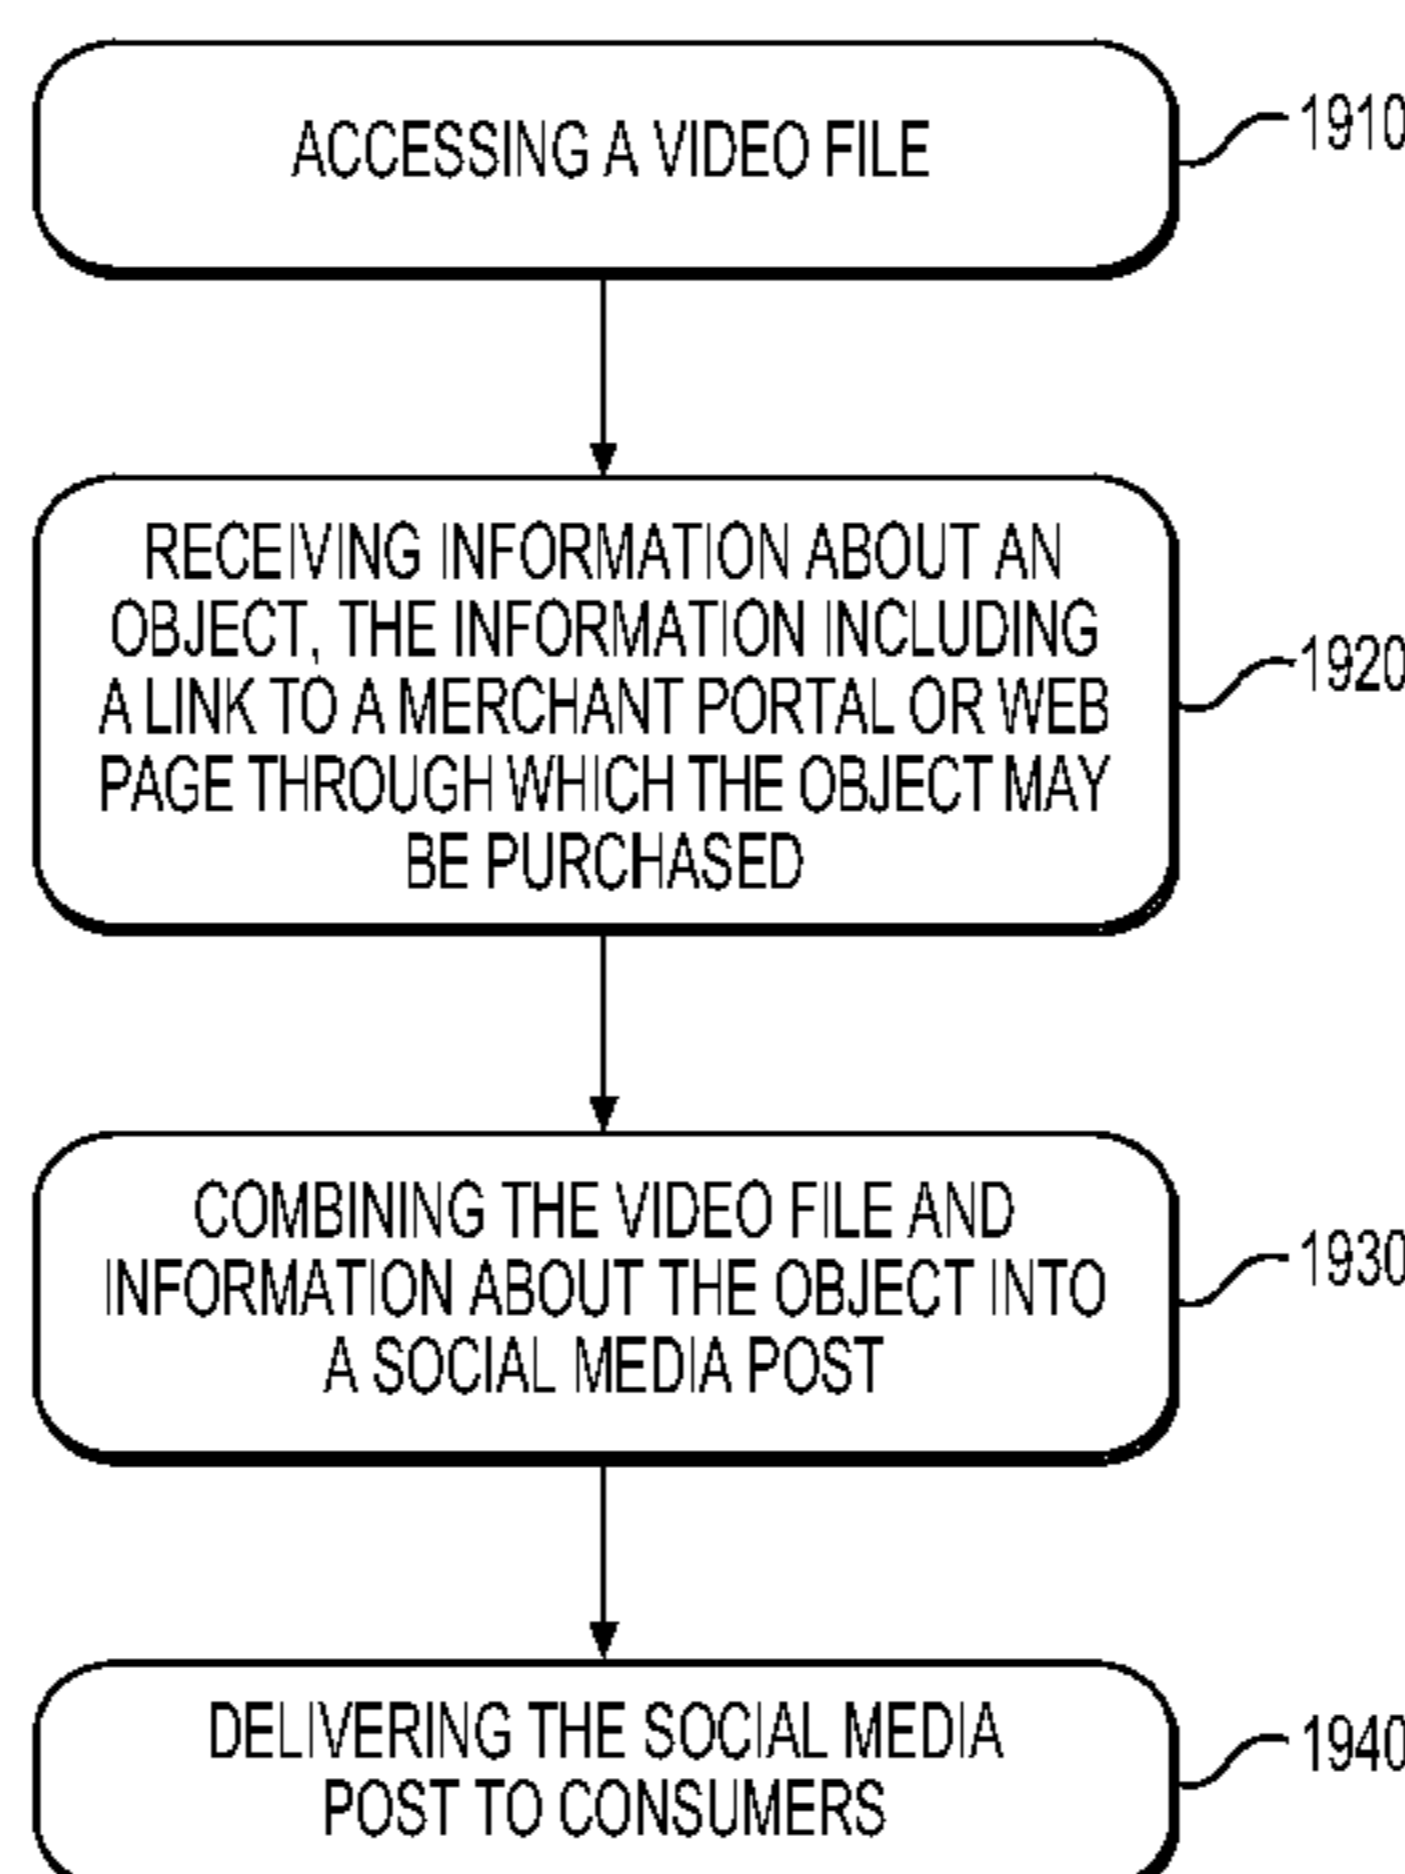 ACCESSING A VIDEO FILE
1910
RECEIVING INFORMATION ABOUT AN
OBJECT, THE INFORMATION INCLUDING
A LINK TO A MERCHANT PORTAL OR WEB
PAGE THROUGH WHICH THE OBJECT MAY
BE PURCHASED
1920
COMBINING THE VIDEO FILE AND
INFORMATION ABOUT THE OBJECT INTO
A SOCIAL MEDIA POST
1930
DELIVERING THE SOCIAL MEDIA
POST TO CONSUMERS
1940